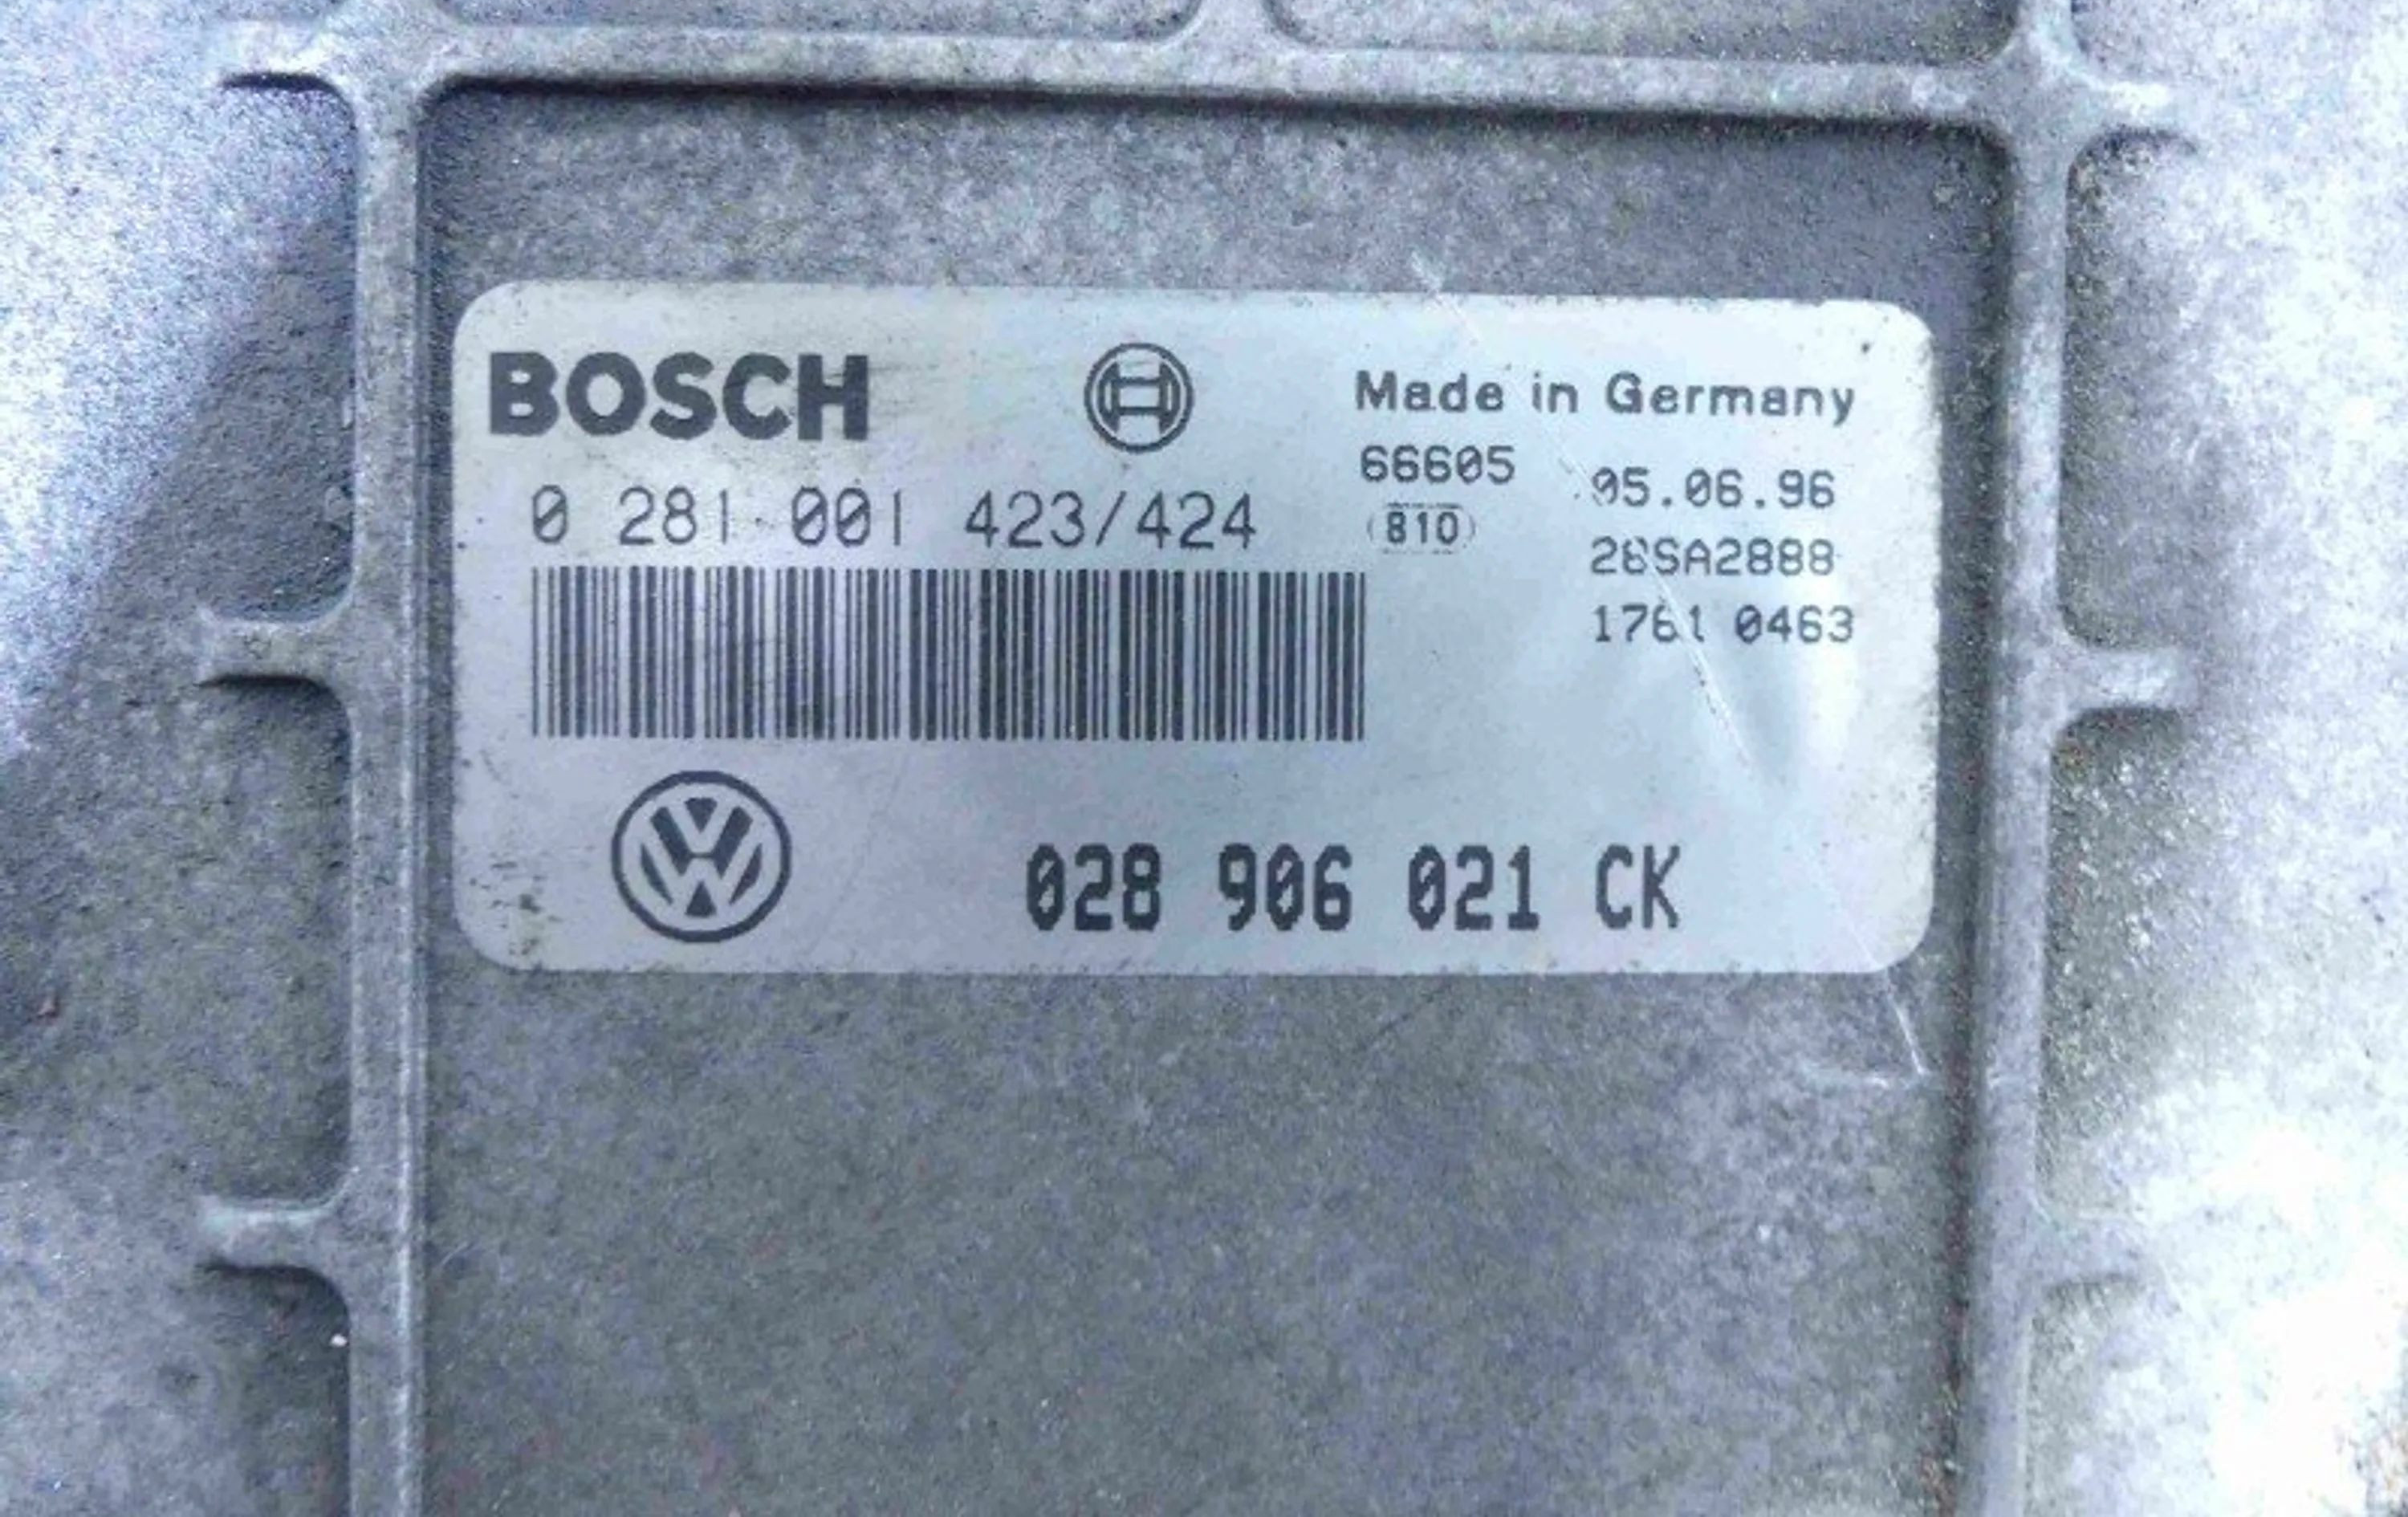 BOSCH
Made in Germany
0 281 001 423/424
66605
05.06.96
810
28SA2888
1761 0463
VW
028 906 021 CK